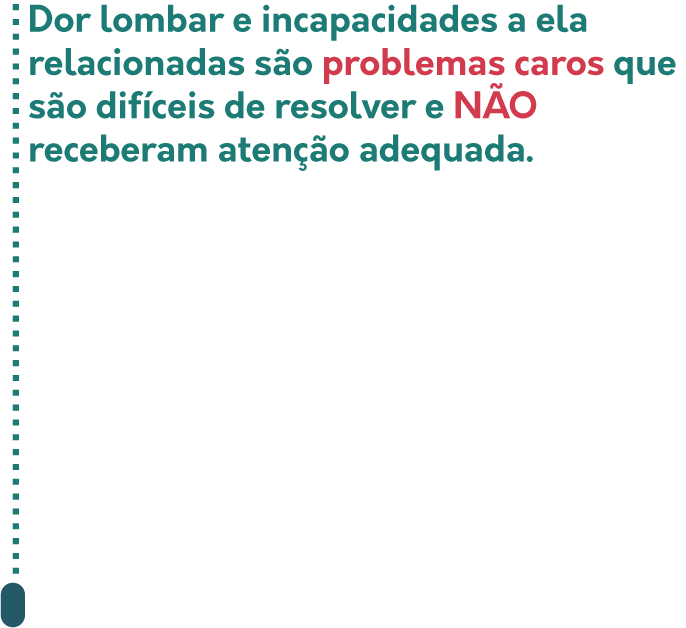 Dor lombar e incapacidades a ela
relacionadas são problemas caros que
são difíceis de resolver e NÃO
receberam atenção adequada.